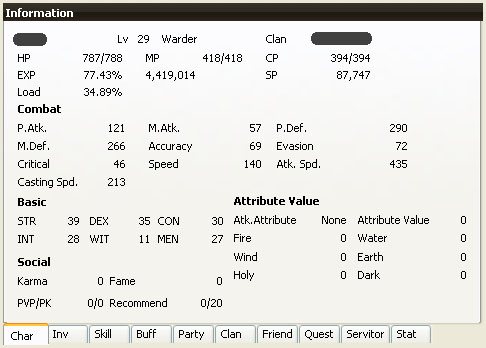 Information
Lv 29 Warder Clan
HP 787/788 MP 418/418 CP 394/394
EXP 77.43% 4,419,014 SP 87,747
Load 34.89%
Combat
P.Atk. 121 M.Atk. 57 P.Def. 290
M.Def. 266 Accuracy 69 Evasion 72
Critical 46 Speed 140 Atk. Spd. 435
Casting Spd. 213
Basic
STR 39 DEX 35 CON 30
INT 28 WIT 11 MEN 27
Attribute Value
Atk.Attribute None Attribute Value 0
Fire 0 Water 0
Wind 0 Earth 0
Holy 0 Dark 0
Social
Karma 0 Fame 0
PVP/PK 0/0 Recommend 0/20
Char Inv Skill Buff Party Clan Friend Quest Servitor Stat